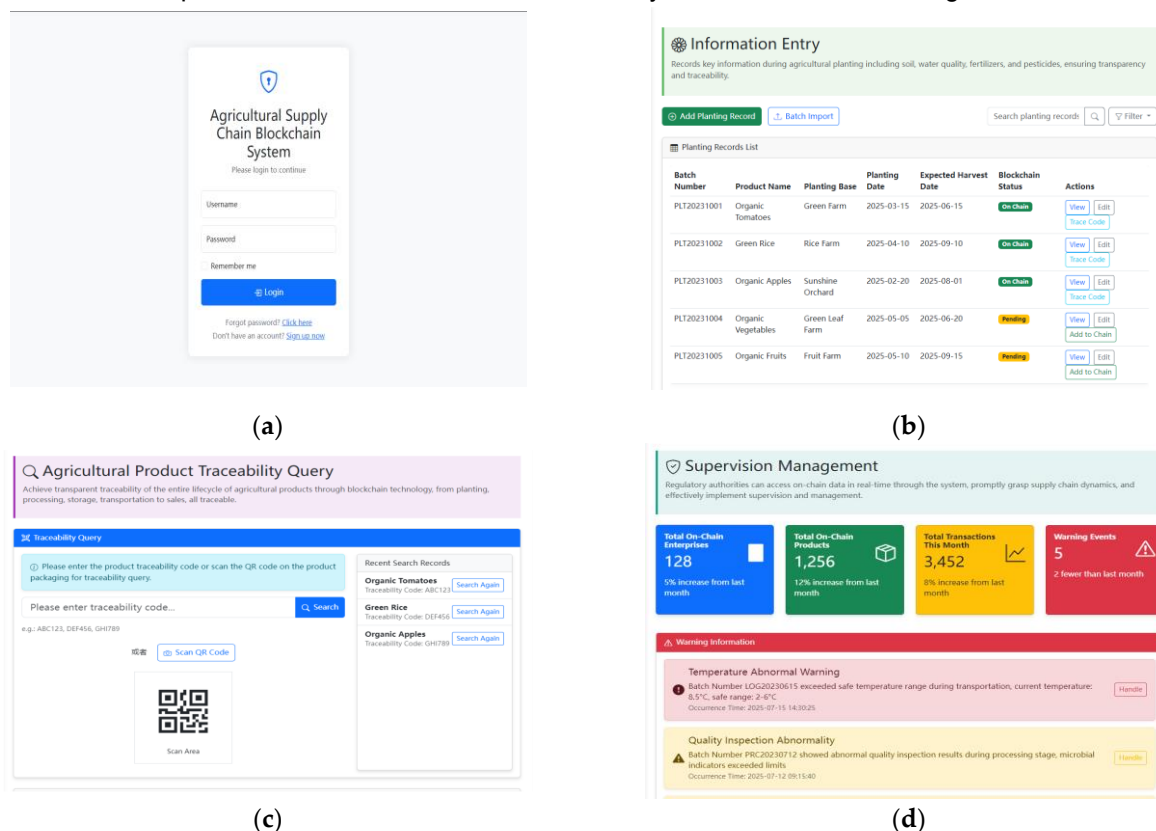 Agricultural Supply
Chain Blockchain
System
Please login to continue
Username
Password
Remember me
Login
Forgot password? Click here
Don't have an account? Sign up now
(a)
Information Entry
Records key information during agricultural planting including soil, water quality, fertilizers, and pesticides, ensuring transparency
and traceability.
Add Planting Record Batch Import Search planting records Filter
Planting Records List
Batch Number Product Name Planting Base Planting Date Expected Harvest Date Blockchain Status Actions
PLT20231001 Organic Tomatoes Green Farm 2025-03-15 2025-06-15 On Chain View Edit
Trace Code
PLT20231002 Green Rice Rice Farm 2025-04-10 2025-09-10 On Chain View Edit
Trace Code
PLT20231003 Organic Apples Sunshine Orchard 2025-02-20 2025-08-01 On Chain View Edit
Trace Code
PLT20231004 Organic Vegetables Green Leaf Farm 2025-05-05 2025-06-20 Pending View Edit
Add to Chain
PLT20231005 Organic Fruits Fruit Farm 2025-05-10 2025-09-15 Pending View Edit
Add to Chain
(b)
Agricultural Product Traceability Query
Achieve transparent traceability of the entire lifecycle of agricultural products through blockchain technology, from planting,
processing, storage, transportation to sales, all traceable.
Traceability Query
Please enter the product traceability code or scan the QR code on the product
packaging for traceability query.
Please enter traceability code... Search
e.g.: ABC123, DEF456, GHI789
或者 Scan QR Code
Scan Area
Recent Search Records
Organic Tomatoes
Traceability Code: ABC123 Search Again
Green Rice
Traceability Code: DEF456 Search Again
Organic Apples
Traceability Code: GHI789 Search Again
(c)
Supervision Management
Regulatory authorities can access on-chain data in real-time through the system, promptly grasp supply chain dynamics, and
effectively implement supervision and management.
Total On-Chain
Enterprises
128
5% increase from last
month
Total On-Chain
Products
1,256
12% increase from last
month
Total Transactions
This Month
3,452
8% increase from last
month
Warning Events
5
2 fewer than last month
Warning Information
Temperature Abnormal Warning
Batch Number LOG20230615 exceeded safe temperature range during transportation, current temperature:
8.5°C, safe range: 2-6°C
Occurrence Time: 2025-07-15 14:30:25
Handle
Quality Inspection Abnormality
Batch Number PRC20230712 showed abnormal quality inspection results during processing stage, microbial
indicators exceeded limits
Occurrence Time: 2025-07-12 09:15:40
Handle
(d)